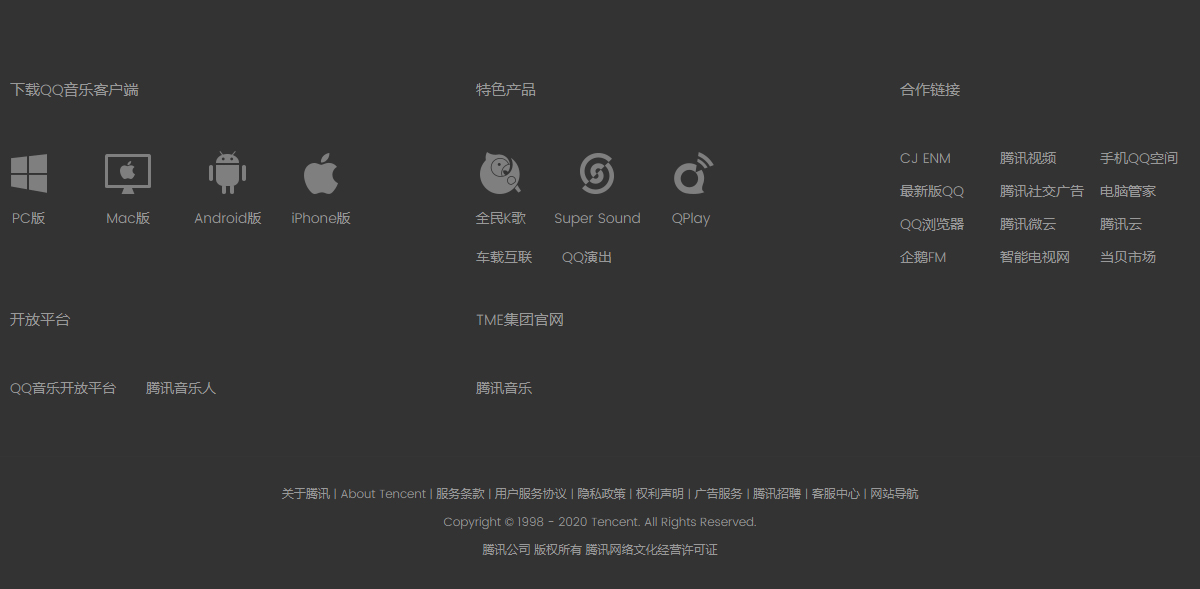 下载QQ音乐客户端
PC版 Mac版 Android版 iPhone版
特色产品
全民K歌 Super Sound QPlay
车载互联 QQ演出
合作链接
CJ ENM 腾讯视频 手机QQ空间
最新版QQ 腾讯社交广告 电脑管家
QQ浏览器 腾讯微云 腾讯云
企鹅FM 智能电视网 当贝市场
开放平台
QQ音乐开放平台 腾讯音乐人
TME集团官网
腾讯音乐
关于腾讯 | About Tencent | 服务条款 | 用户服务协议 | 隐私政策 | 权利声明 | 广告服务 | 腾讯招聘 | 客服中心 | 网站导航
Copyright © 1998 - 2020 Tencent. All Rights Reserved.
腾讯公司 版权所有 腾讯网络文化经营许可证